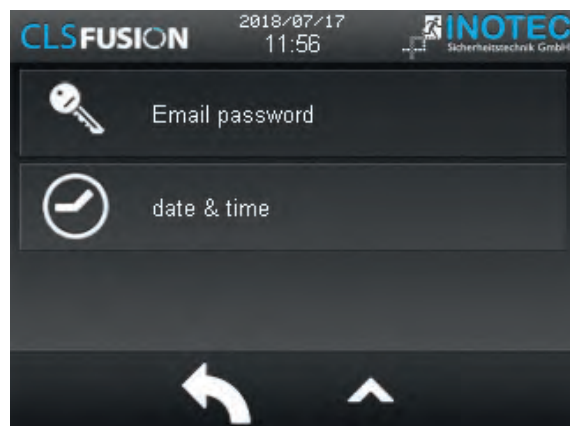 CLSFUSION
2018/07/17
11:56
INOTEC
Sicherheitstechnik GmbH
Email password
date & time